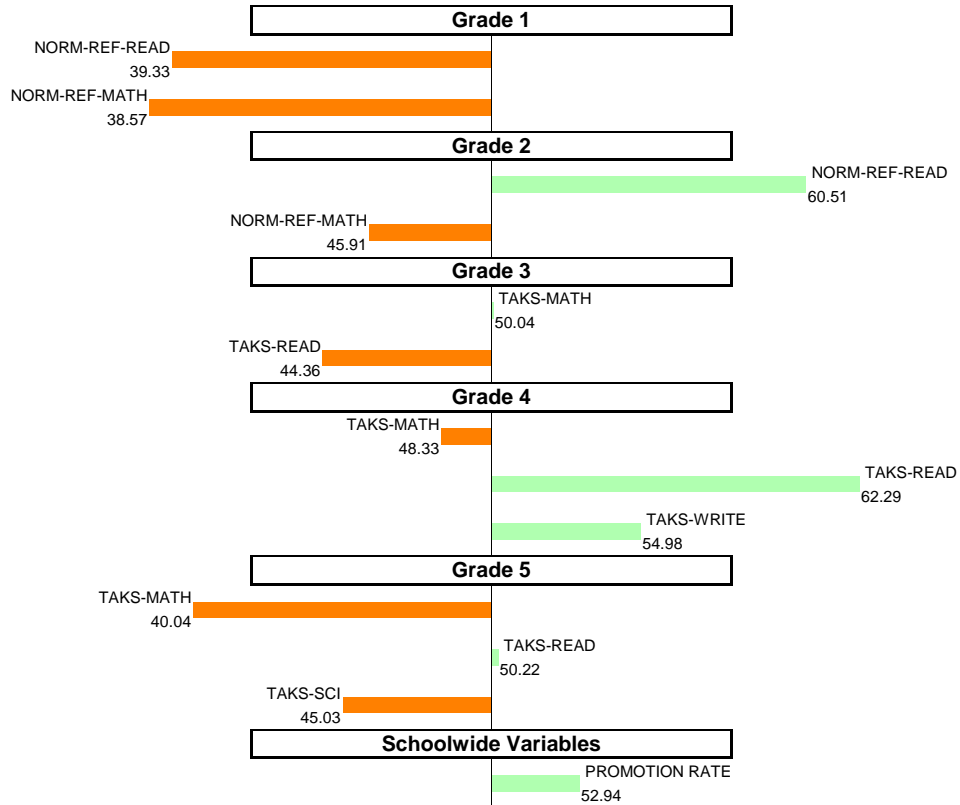 Grade 1
NORM-REF-READ
39.33
NORM-REF-MATH
38.57
Grade 2
NORM-REF-READ
60.51
NORM-REF-MATH
45.91
Grade 3
TAKS-MATH
50.04
TAKS-READ
44.36
Grade 4
TAKS-MATH
48.33
TAKS-READ
62.29
TAKS-WRITE
54.98
Grade 5
TAKS-MATH
40.04
TAKS-READ
50.22
TAKS-SCI
45.03
Schoolwide Variables
PROMOTION RATE
52.94